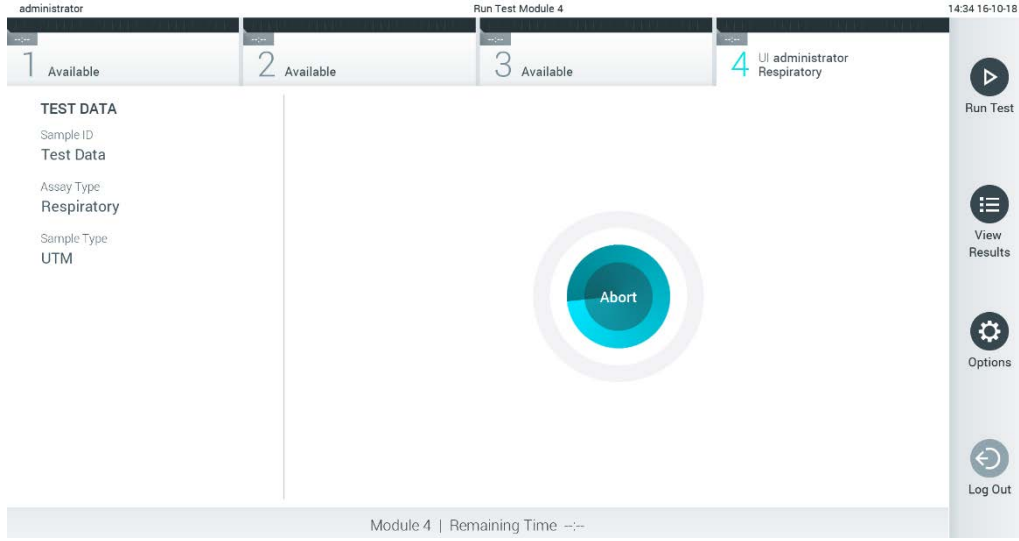 administrator
Run Test Module 4
14:34 16-10-18
--:--
1 Available
--:--
2 Available
--:--
3 Available
--:--
4 UI administrator
Respiratory
TEST DATA
Sample ID
Test Data
Assay Type
Respiratory
Sample Type
UTM
Abort
Run Test
View
Results
Options
Log Out
Module 4 | Remaining Time --:--